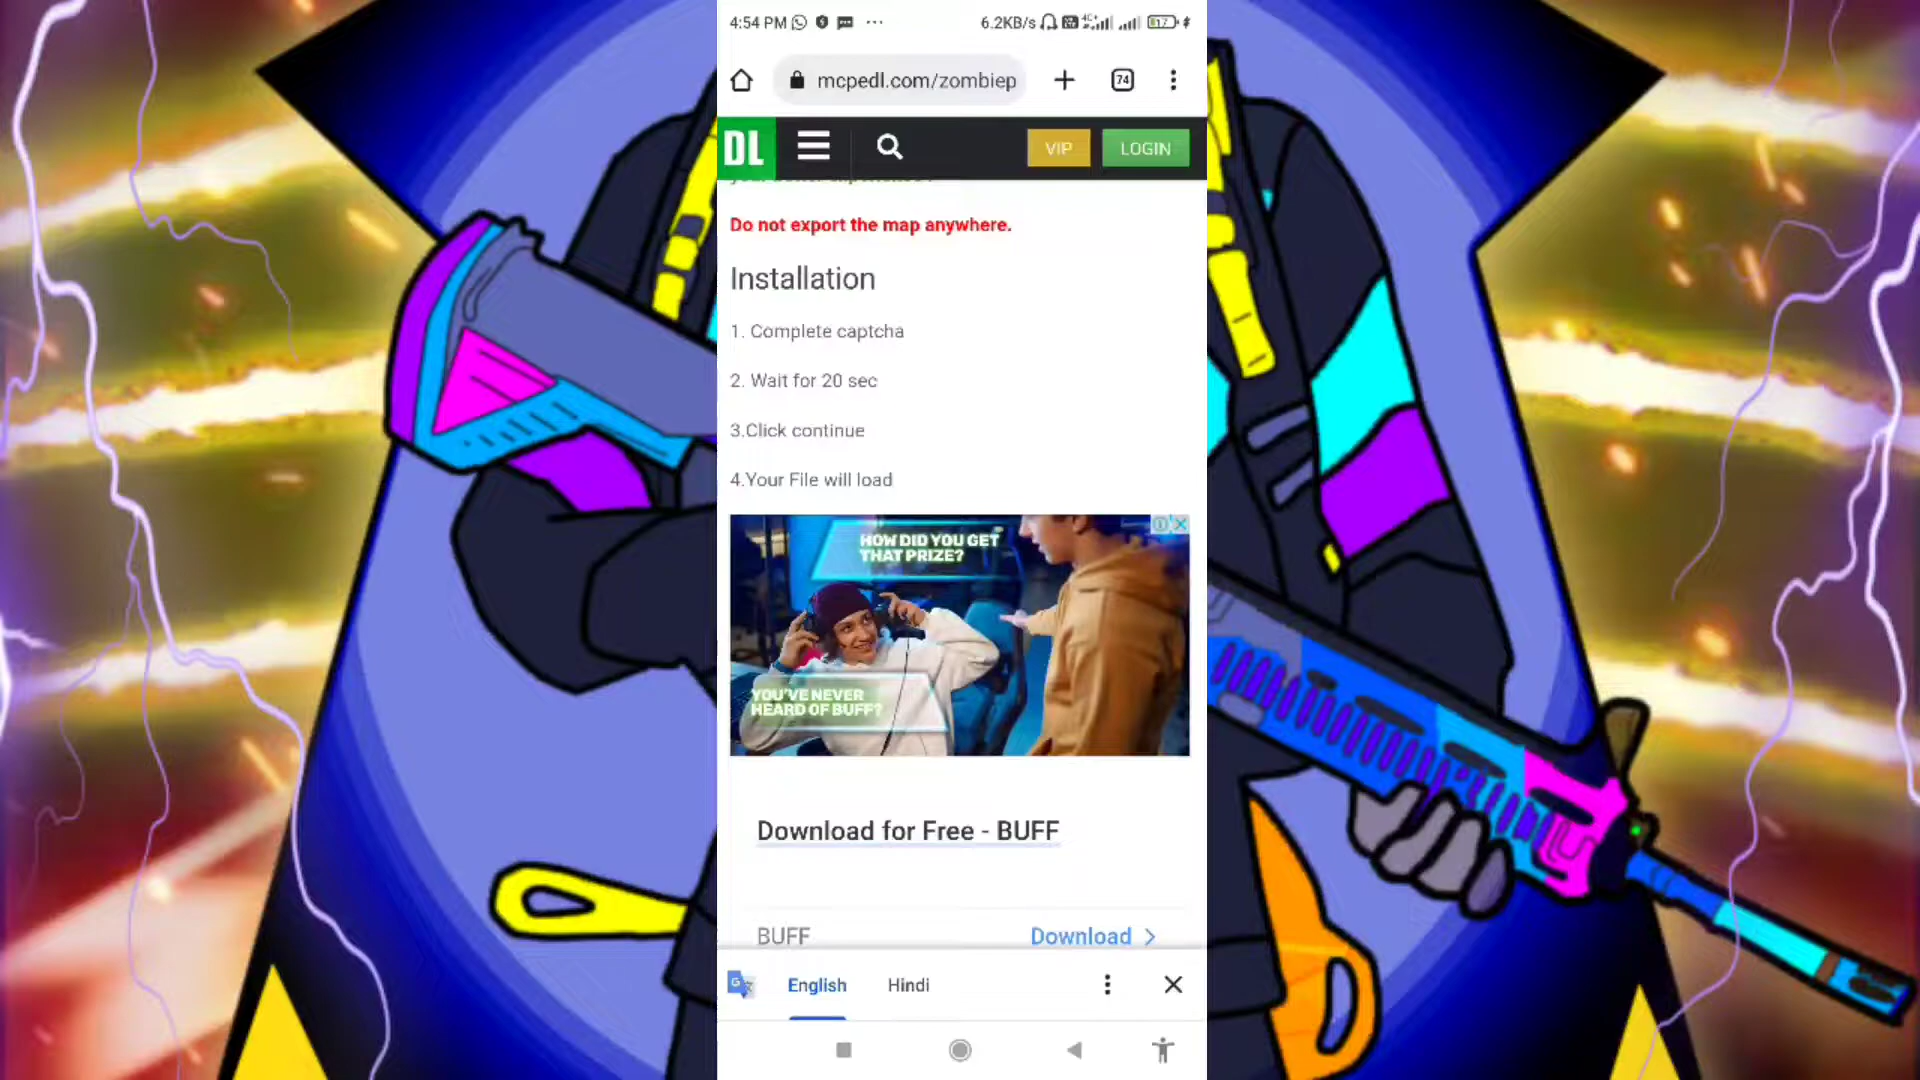 4:54 PM
6.2KB/s
17
mcpedl.com/zombiep
74
DL
VIP
LOGIN
Do not export the map anywhere.
Installation
1. Complete captcha
2. Wait for 20 sec
3.Click continue
4.Your File will load
HOW DID YOU GET
THAT PRIZE?
YOU'VE NEVER
HEARD OF BUFF?
Download for Free - BUFF
BUFF
Download
English
Hindi